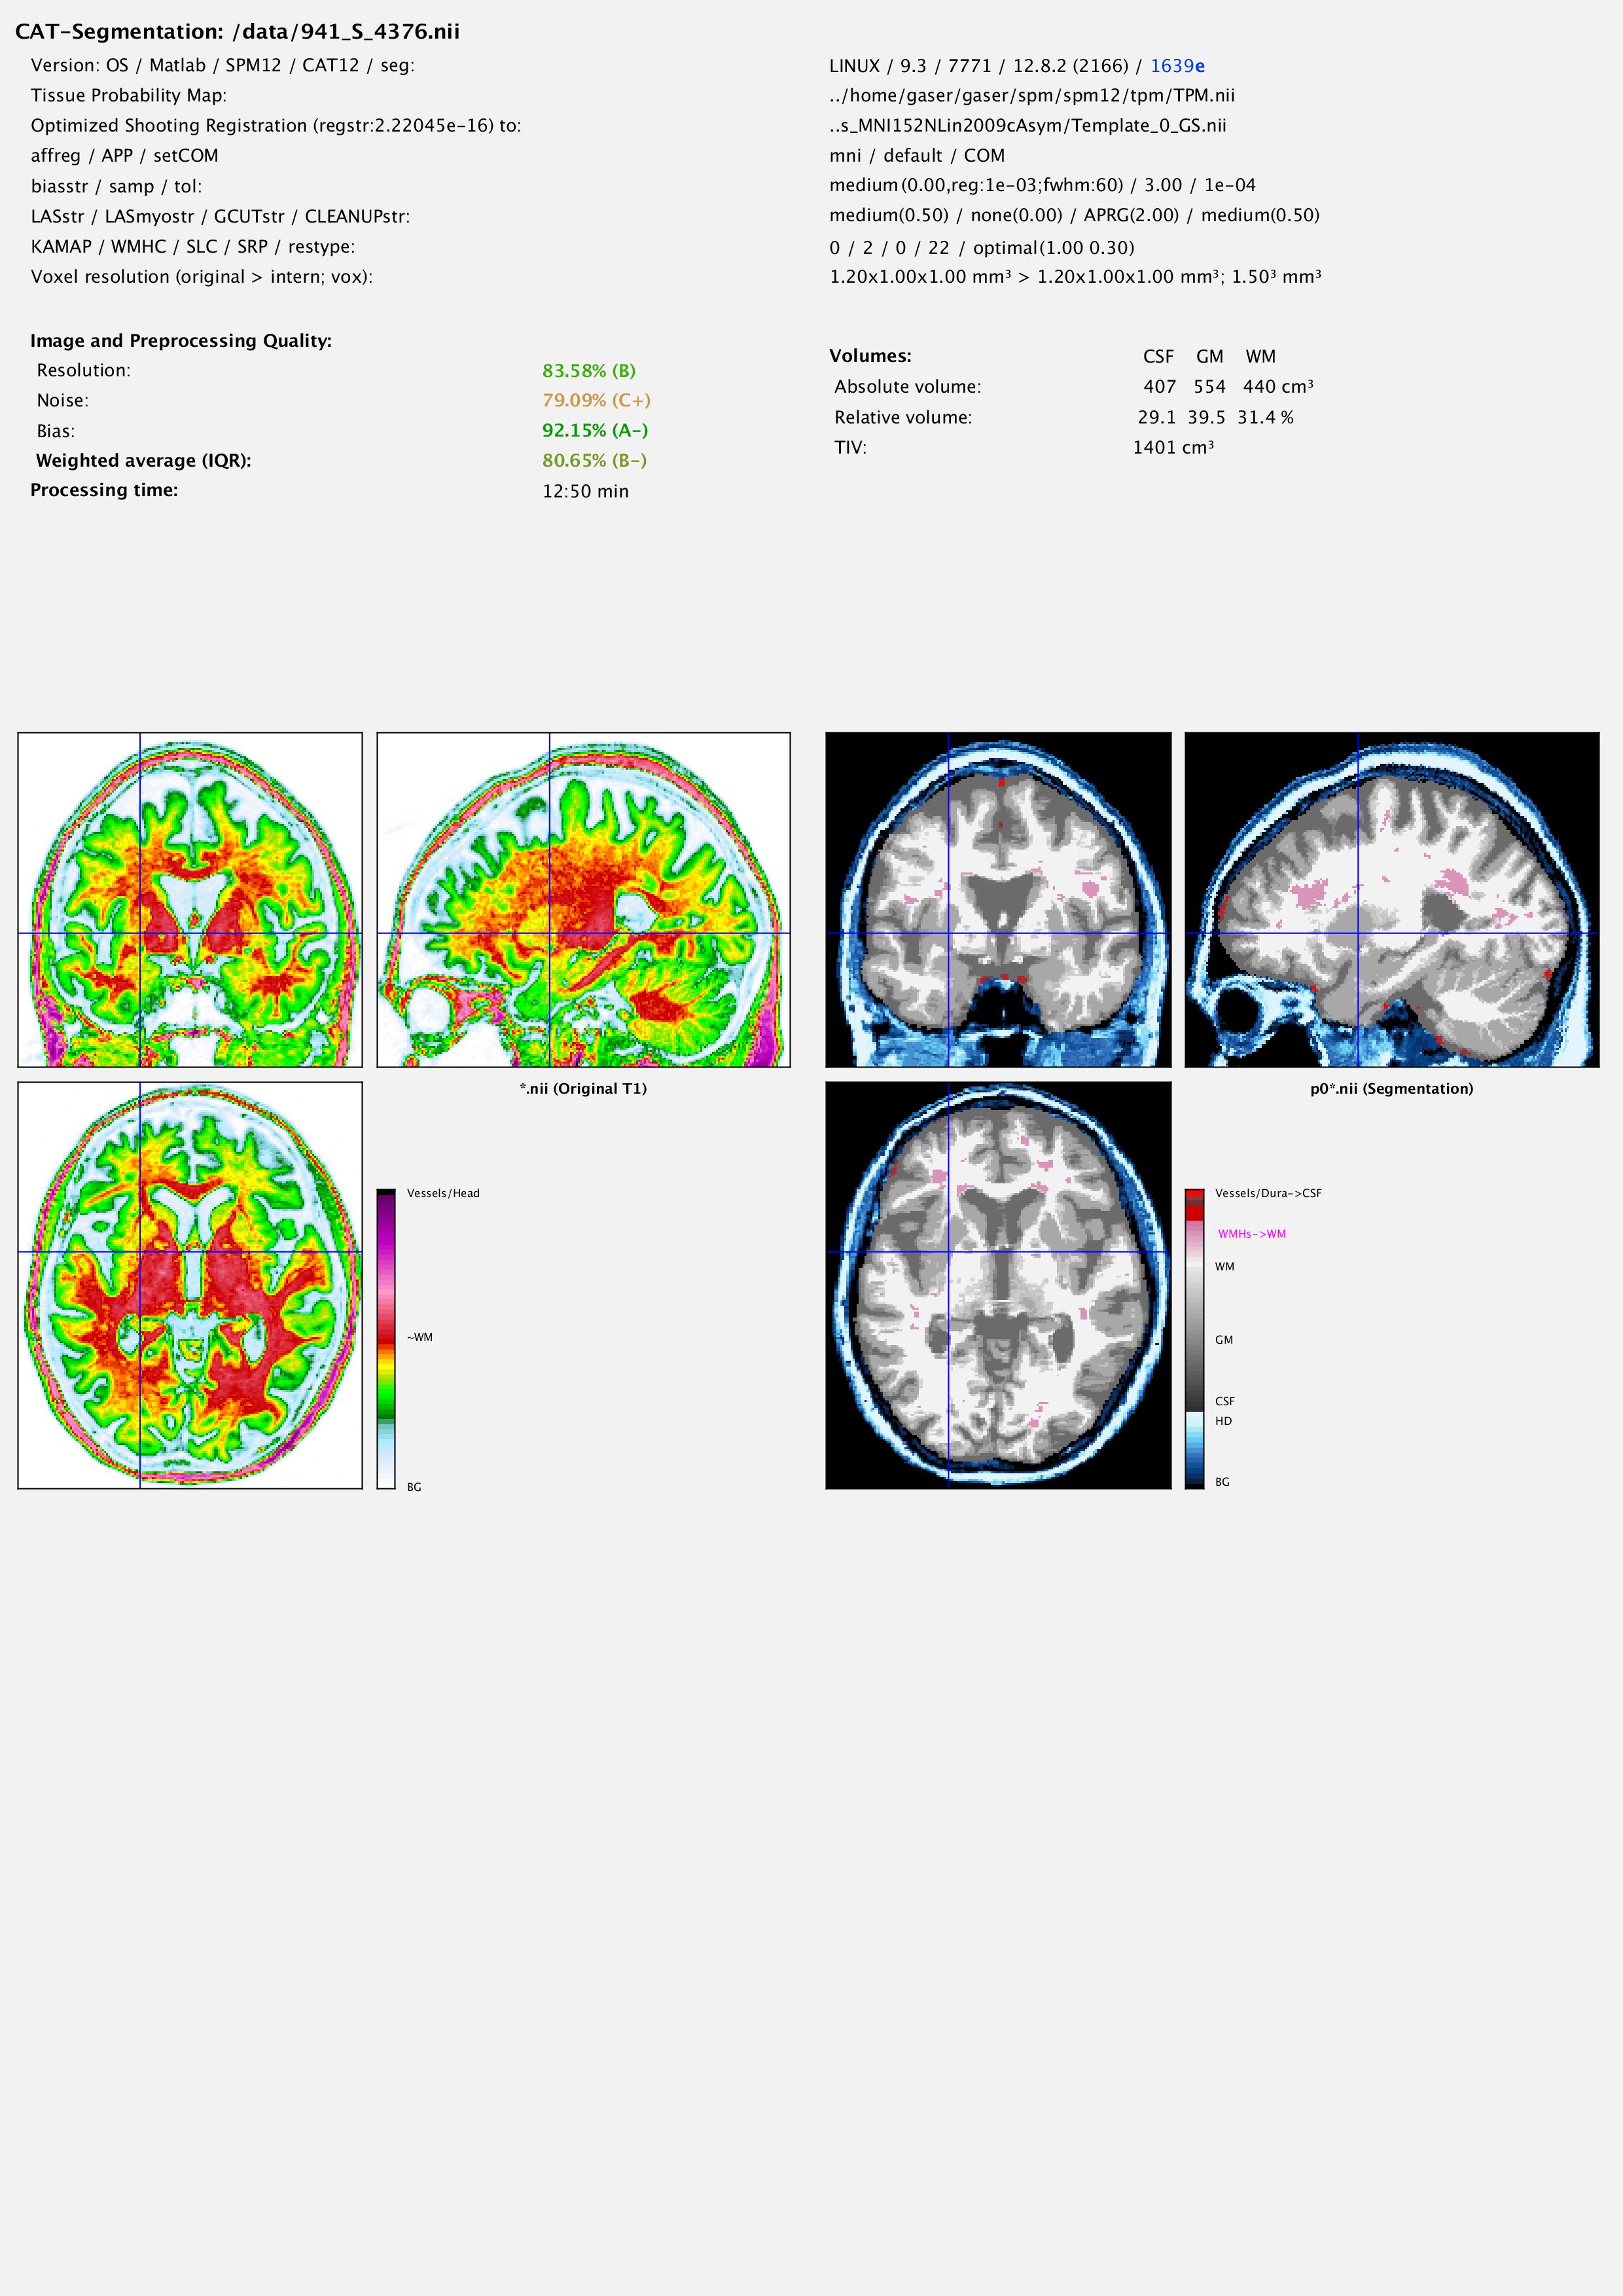 CAT-Segmentation: /data/941_S_4376.nii
Version: OS / Matlab / SPM12 / CAT12 / seg: LINUX / 9.3 / 7771 / 12.8.2 (2166) / 1639e
Tissue Probability Map: ../home/gaser/gaser/spm/spm12/tpm/TPM.nii
Optimized Shooting Registration (regstr:2.22045e-16) to: ..s_MNI152NLin2009cAsym/Template_0_GS.nii
affreg / APP / setCOM mni / default / COM
biasstr / samp / tol: medium (0.00,reg:1e-03;fwhm:60) / 3.00 / 1e-04
LASstr / LASmyostr / GCUTstr / CLEANUPstr: medium(0.50) / none(0.00) / APRG(2.00) / medium(0.50)
KAMAP / WMHC / SLC / SRP / restype: 0 / 2 / 0 / 22 / optimal(1.00 0.30)
Voxel resolution (original > intern; vox): 1.20x1.00x1.00 mm³ > 1.20x1.00x1.00 mm³; 1.50³ mm³
Image and Preprocessing Quality:
Resolution: 83.58% (B)
Noise: 79.09% (C+)
Bias: 92.15% (A-)
Weighted average (IQR): 80.65% (B-)
Processing time: 12:50 min
Volumes: CSF GM WM
Absolute volume: 407 554 440 cm³
Relative volume: 29.1 39.5 31.4 %
TIV: 1401 cm³
*.nii (Original T1)
Vessels/Head
~WM
BG
p0*.nii (Segmentation)
Vessels/Dura->CSF
WMHs->WM
WM
GM
CSF
HD
BG